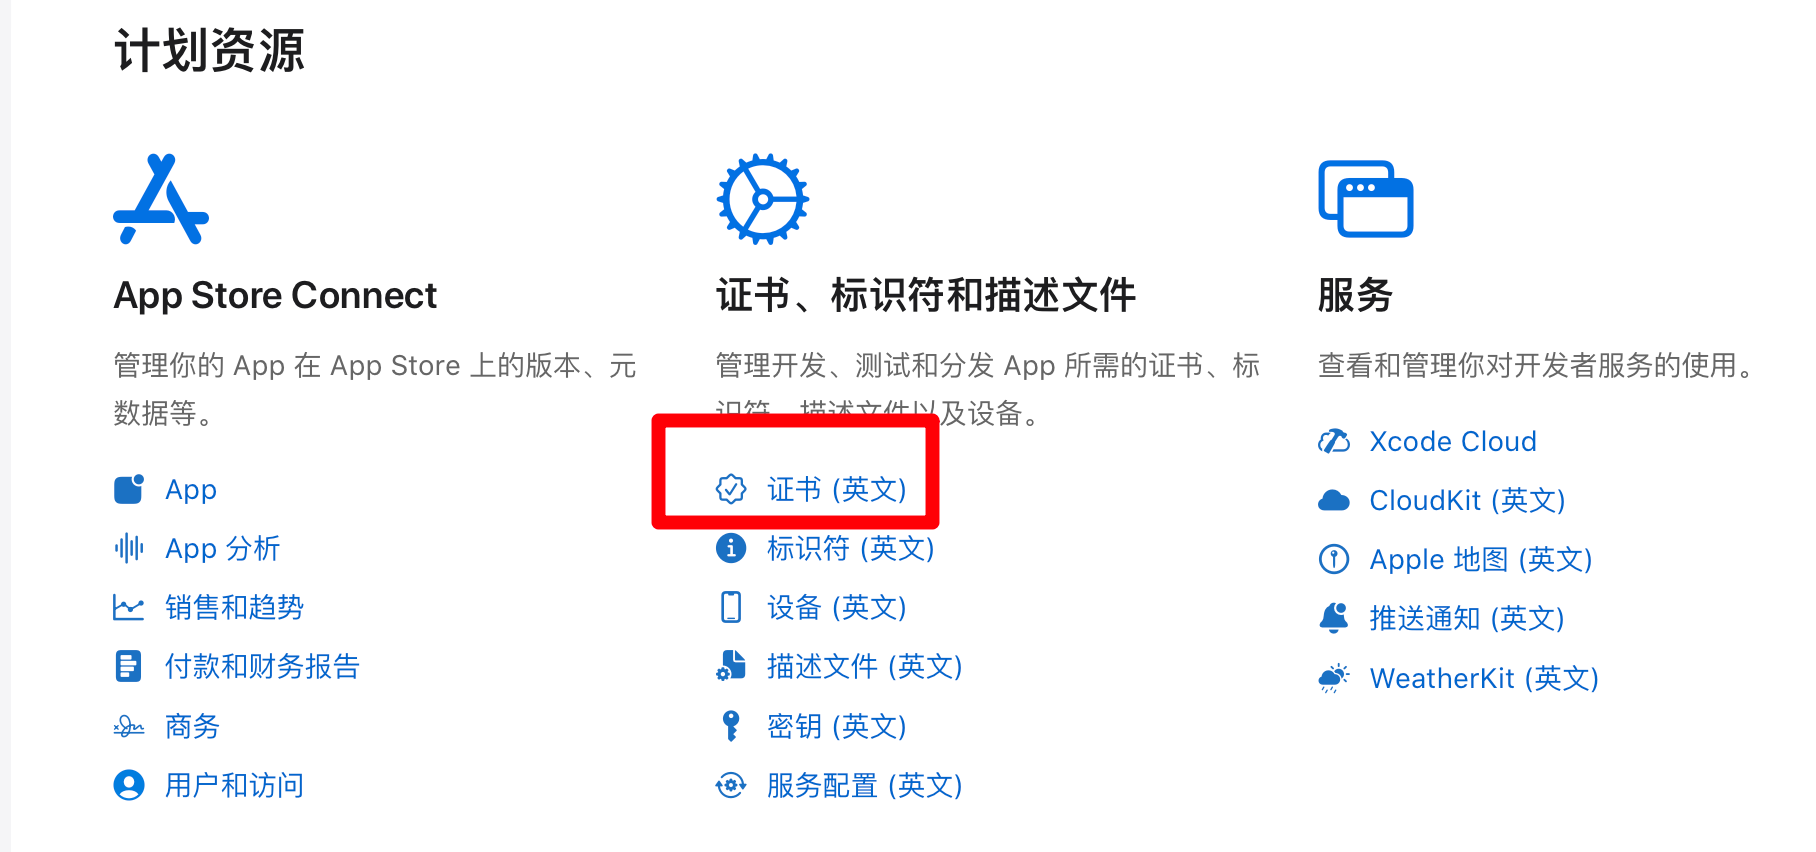 计划资源
App Store Connect
管理你的 App 在 App Store 上的版本、元
数据等。
App
App 分析
销售和趋势
付款和财务报告
商务
用户和访问
证书、标识符和描述文件
管理开发、测试和分发 App 所需的证书、标
识符、描述文件以及设备。
证书 (英文)
标识符 (英文)
设备 (英文)
描述文件 (英文)
密钥 (英文)
服务配置 (英文)
服务
查看和管理你对开发者服务的使用。
Xcode Cloud
CloudKit (英文)
Apple 地图 (英文)
推送通知 (英文)
WeatherKit (英文)